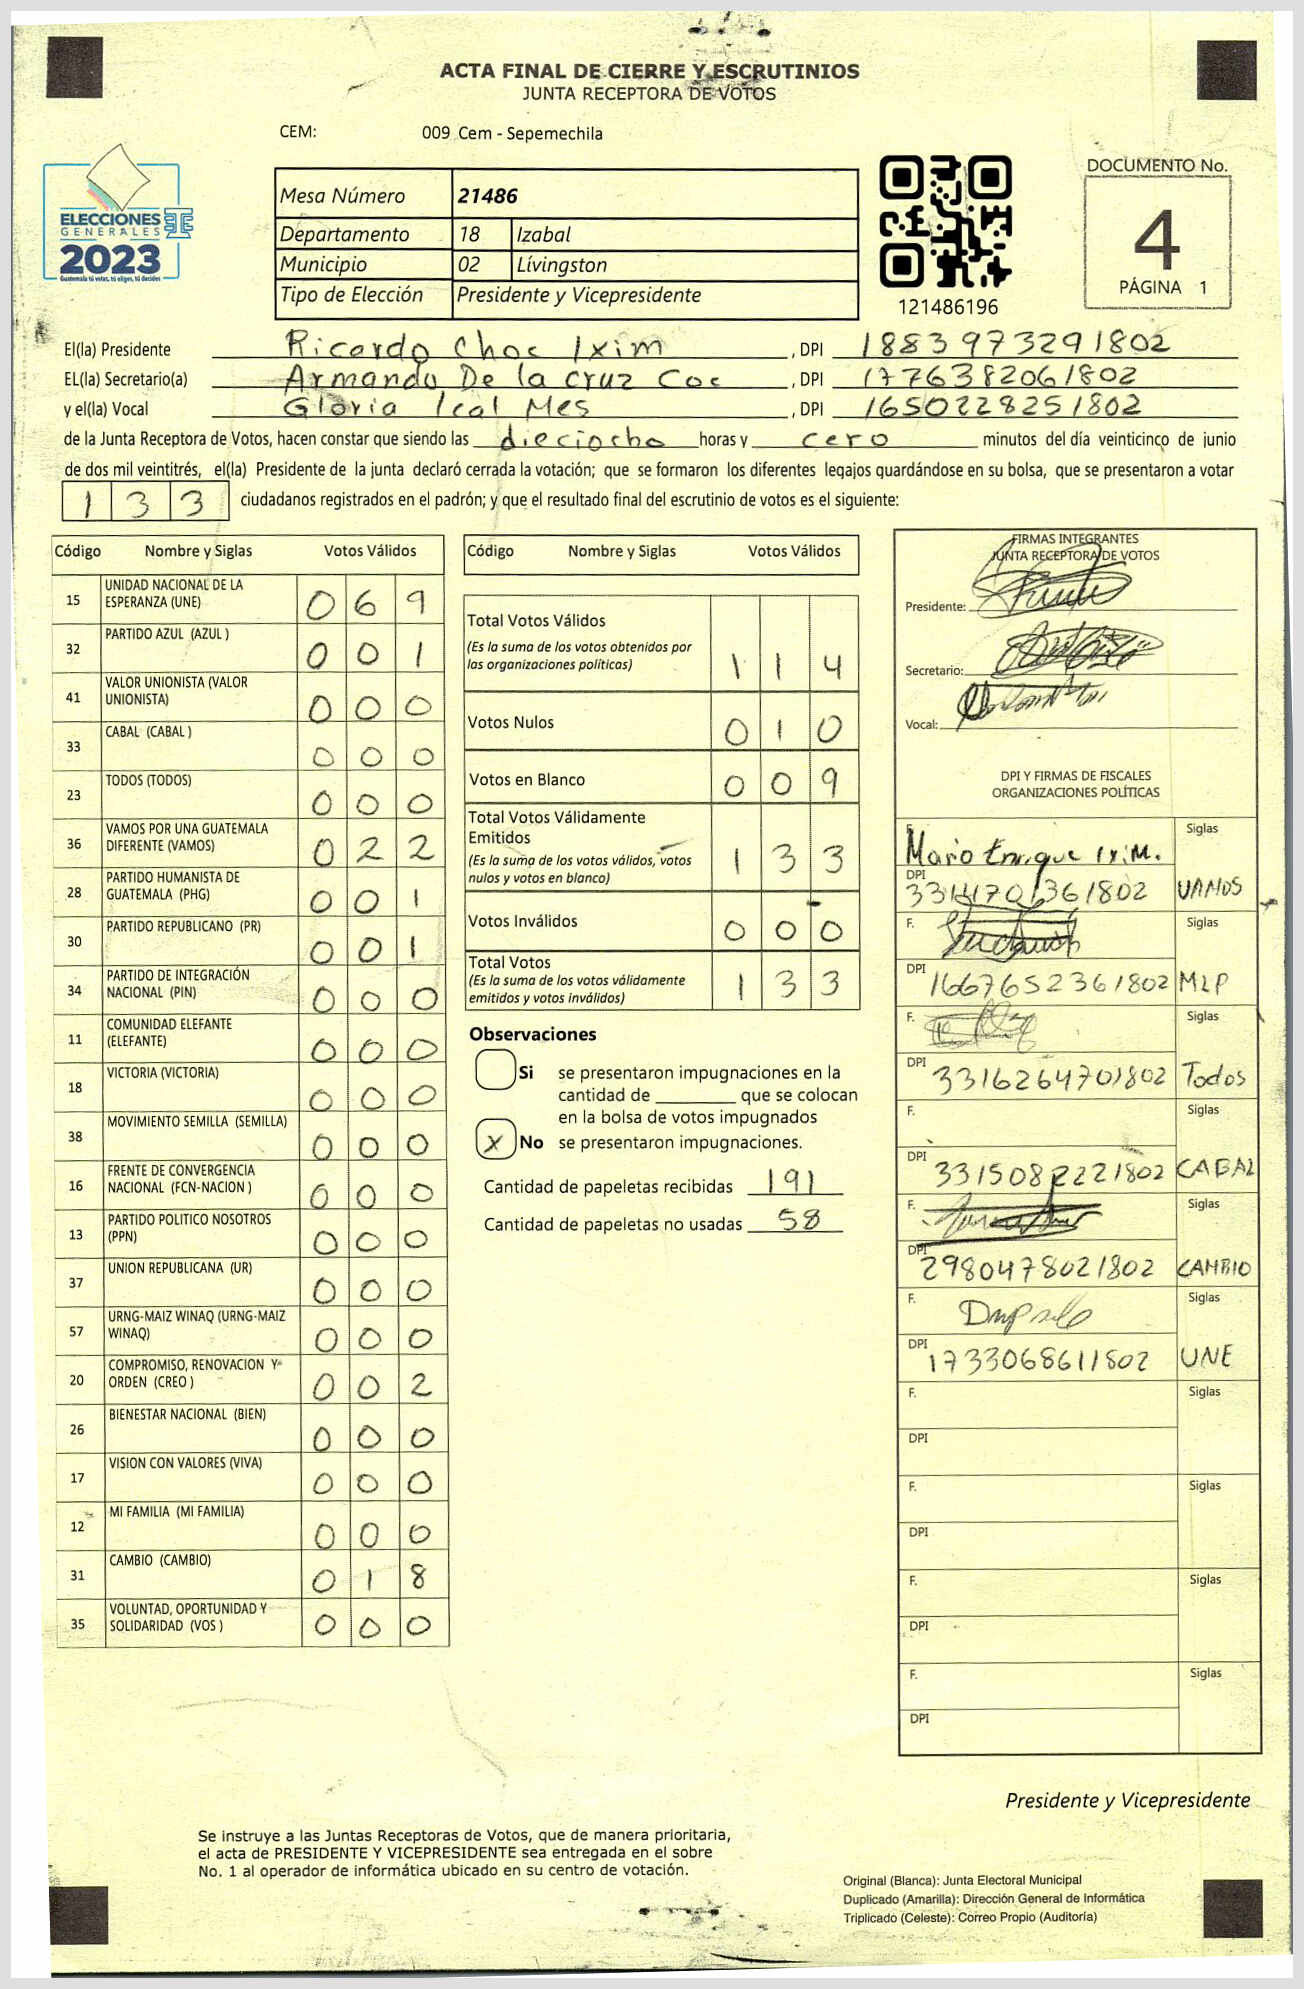 ACTA FINAL DE CIERRE Y ESCRUTINIOS
JUNTA RECEPTORA DE VOTOS
CEM: 009 Cem - Sepemechila
ELECCIONES
GENERALES
2023
Guatemala tú votas, tú eliges, tú decides
Mesa Número 21486
Departamento 18 Izabal
Municipio 02 Lívingston
Tipo de Elección Presidente y Vicepresidente
121486196
DOCUMENTO No.
4
PÁGINA 1
El(la) Presidente Ricardo Choc Ixim , DPI 1883973291802
EL(la) Secretario(a) Armando De la Cruz Coc , DPI 1776382061802
y el(la) Vocal Gloria Ical Mes , DPI 1650228251802
de la Junta Receptora de Votos, hacen constar que siendo las dieciocho horas y cero minutos del día veinticinco de junio
de dos mil veintitrés, el(la) Presidente de la junta declaró cerrada la votación; que se formaron los diferentes legajos guardándose en su bolsa, que se presentaron a votar
1 3 3 ciudadanos registrados en el padrón; y que el resultado final del escrutinio de votos es el siguiente:
Código Nombre y Siglas Votos Válidos
15 UNIDAD NACIONAL DE LA ESPERANZA (UNE) 0 6 9
32 PARTIDO AZUL (AZUL ) 0 0 1
41 VALOR UNIONISTA (VALOR UNIONISTA) 0 0 0
33 CABAL (CABAL ) 0 0 0
23 TODOS (TODOS) 0 0 0
36 VAMOS POR UNA GUATEMALA DIFERENTE (VAMOS) 0 2 2
28 PARTIDO HUMANISTA DE GUATEMALA (PHG) 0 0 1
30 PARTIDO REPUBLICANO (PR) 0 0 1
34 PARTIDO DE INTEGRACIÓN NACIONAL (PIN) 0 0 0
11 COMUNIDAD ELEFANTE (ELEFANTE) 0 0 0
18 VICTORIA (VICTORIA) 0 0 0
38 MOVIMIENTO SEMILLA (SEMILLA) 0 0 0
16 FRENTE DE CONVERGENCIA NACIONAL (FCN-NACION ) 0 0 0
13 PARTIDO POLITICO NOSOTROS (PPN) 0 0 0
37 UNION REPUBLICANA (UR) 0 0 0
57 URNG-MAIZ WINAQ (URNG-MAIZ WINAQ) 0 0 0
20 COMPROMISO, RENOVACION Y ORDEN (CREO ) 0 0 2
26 BIENESTAR NACIONAL (BIEN) 0 0 0
17 VISION CON VALORES (VIVA) 0 0 0
12 MI FAMILIA (MI FAMILIA) 0 0 0
31 CAMBIO (CAMBIO) 0 1 8
35 VOLUNTAD, OPORTUNIDAD Y SOLIDARIDAD (VOS ) 0 0 0
Código Nombre y Siglas Votos Válidos
Total Votos Válidos
(Es la suma de los votos obtenidos por
las organizaciones políticas) 1 1 4
Votos Nulos 0 1 0
Votos en Blanco 0 0 9
Total Votos Válidamente
Emitidos
(Es la suma de los votos válidos, votos
nulos y votos en blanco) 1 3 3
Votos Inválidos 0 0 0
Total Votos
(Es la suma de los votos válidamente
emitidos y votos inválidos) 1 3 3
Observaciones
Si se presentaron impugnaciones en la
cantidad de ________ que se colocan
en la bolsa de votos impugnados
X No se presentaron impugnaciones.
Cantidad de papeletas recibidas 191
Cantidad de papeletas no usadas 58
FIRMAS INTEGRANTES
JUNTA RECEPTORA DE VOTOS
Presidente:
Secretario:
Vocal:
DPI Y FIRMAS DE FISCALES
ORGANIZACIONES POLÍTICAS
F. Mario Enrique Ixim. Siglas
DPI 3314701361802 VAMOS
F. Siglas
DPI 1667652361802 MLP
F. Siglas
DPI 3316264701802 Todos
F. Siglas
DPI 3315082221802 CABAL
F. Siglas
DPI 2980478021802 CAMBIO
F. Siglas
DPI 1733068611802 UNE
F. Siglas
DPI
F. Siglas
DPI
F. Siglas
DPI
F. Siglas
DPI
Presidente y Vicepresidente
Se instruye a las Juntas Receptoras de Votos, que de manera prioritaria,
el acta de PRESIDENTE Y VICEPRESIDENTE sea entregada en el sobre
No. 1 al operador de informática ubicado en su centro de votación.
Original (Blanca): Junta Electoral Municipal
Duplicado (Amarilla): Dirección General de Informática
Triplicado (Celeste): Correo Propio (Auditoría)